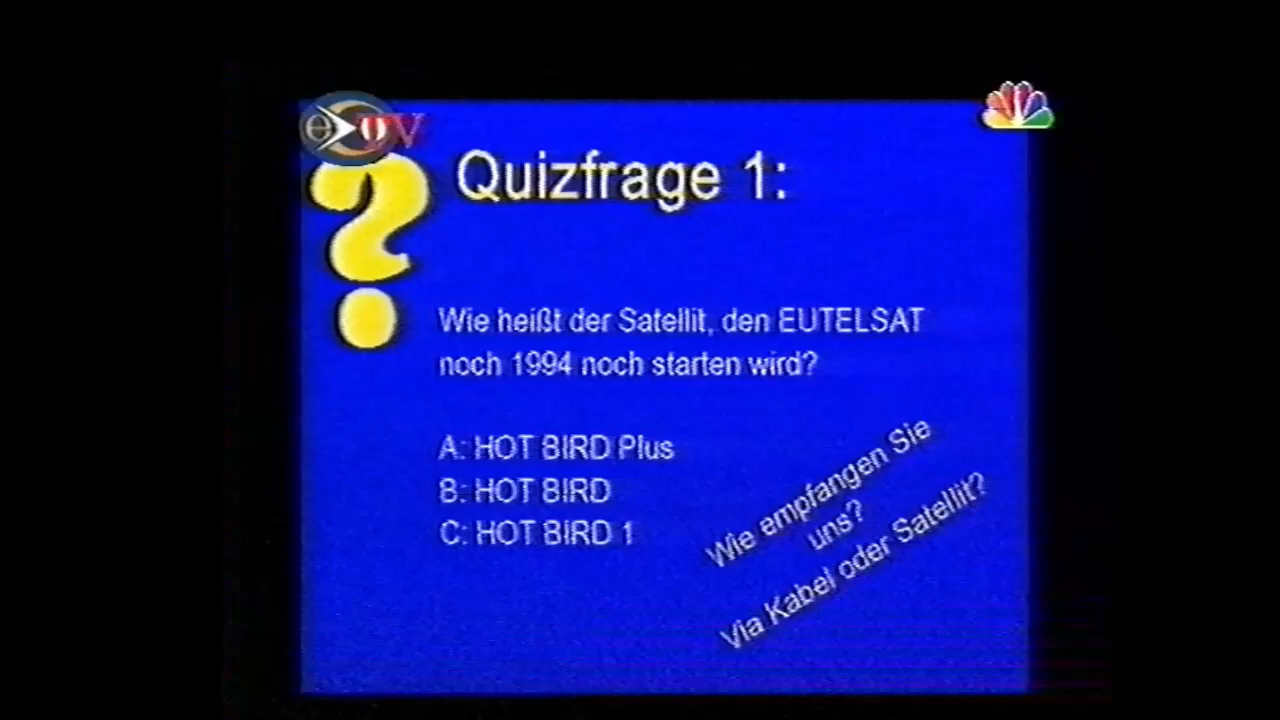 Quizfrage 1:
Wie heißt der Satellit, den EUTELSAT
noch 1994 noch starten wird?
A: HOT BIRD Plus
B: HOT BIRD
C: HOT BIRD 1
Wie empfangen Sie
uns?
Via Kabel oder Satellit?